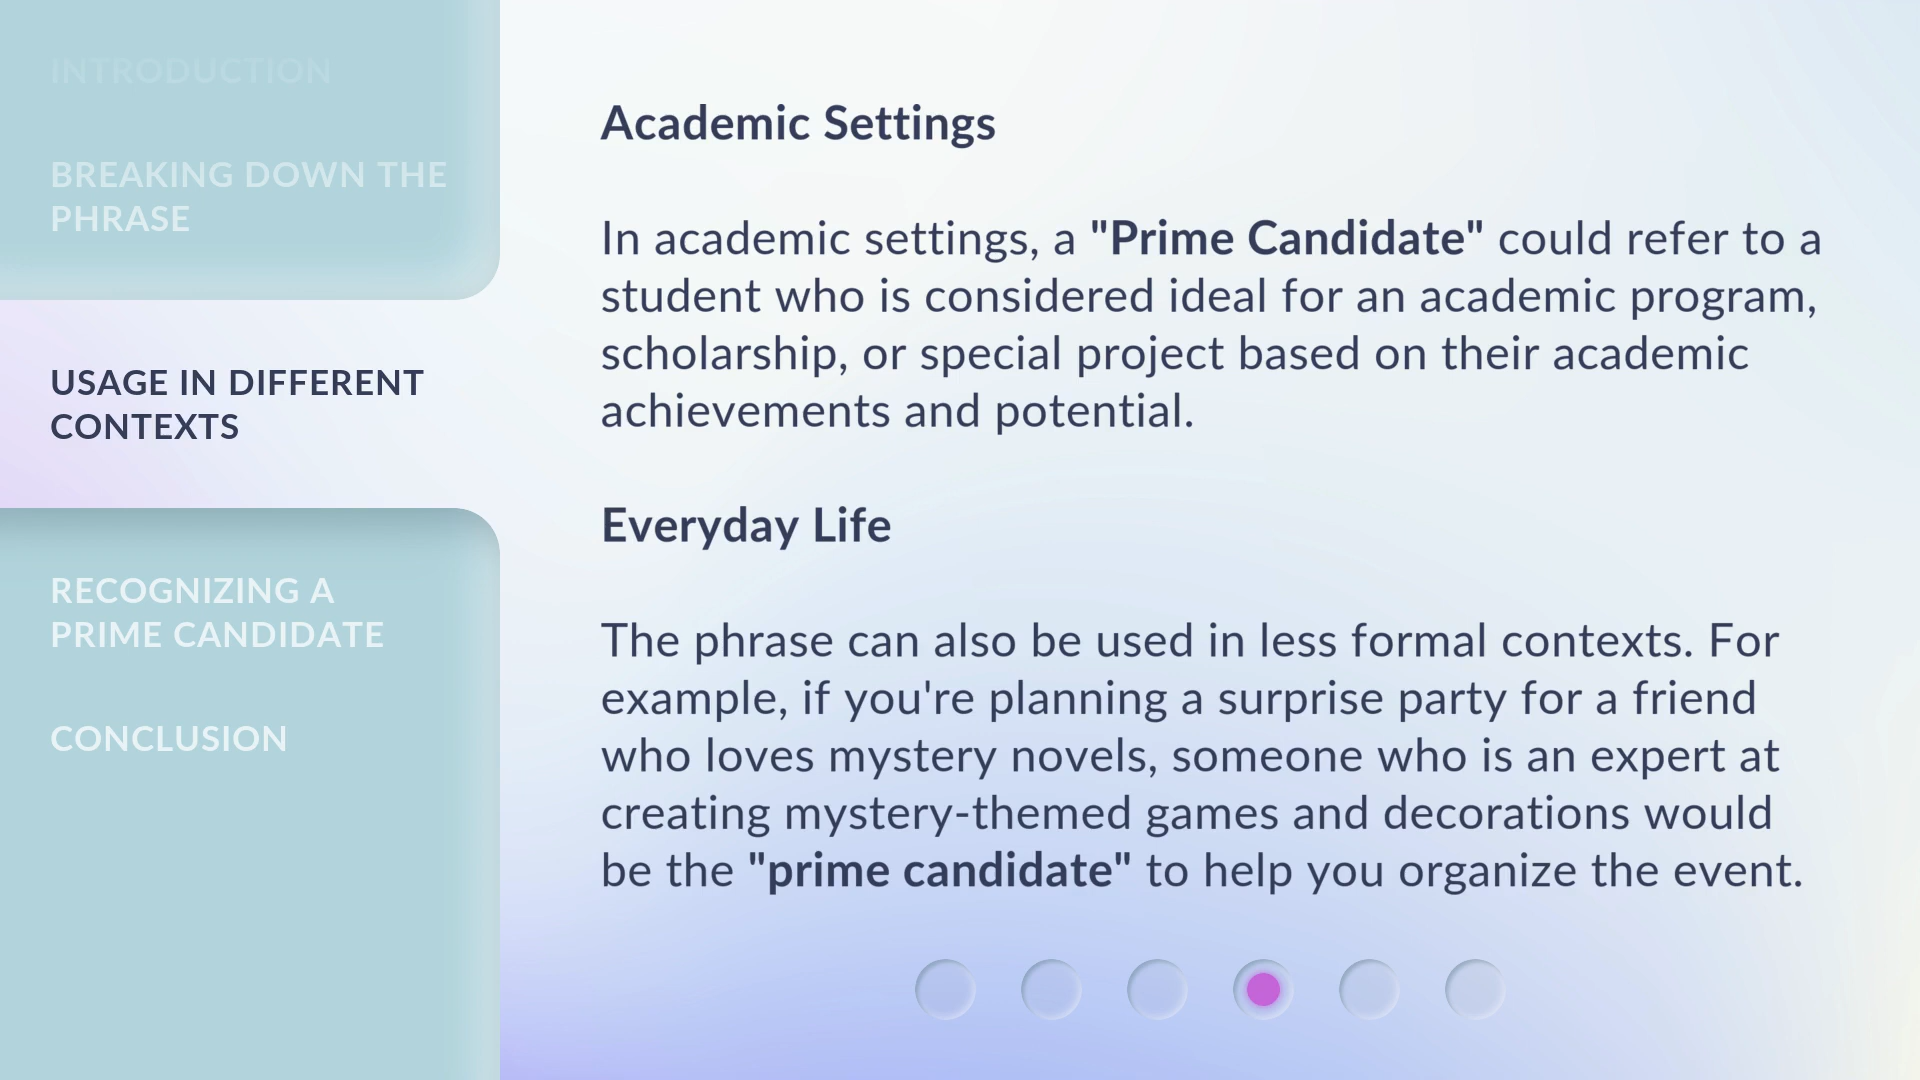 INTRODUCTION
BREAKING DOWN THE
PHRASE
USAGE IN DIFFERENT
CONTEXTS
RECOGNIZING A
PRIME CANDIDATE
CONCLUSION
Academic Settings
In academic settings, a "Prime Candidate" could refer to a
student who is considered ideal for an academic program,
scholarship, or special project based on their academic
achievements and potential.
Everyday Life
The phrase can also be used in less formal contexts. For
example, if you're planning a surprise party for a friend
who loves mystery novels, someone who is an expert at
creating mystery-themed games and decorations would
be the "prime candidate" to help you organize the event.